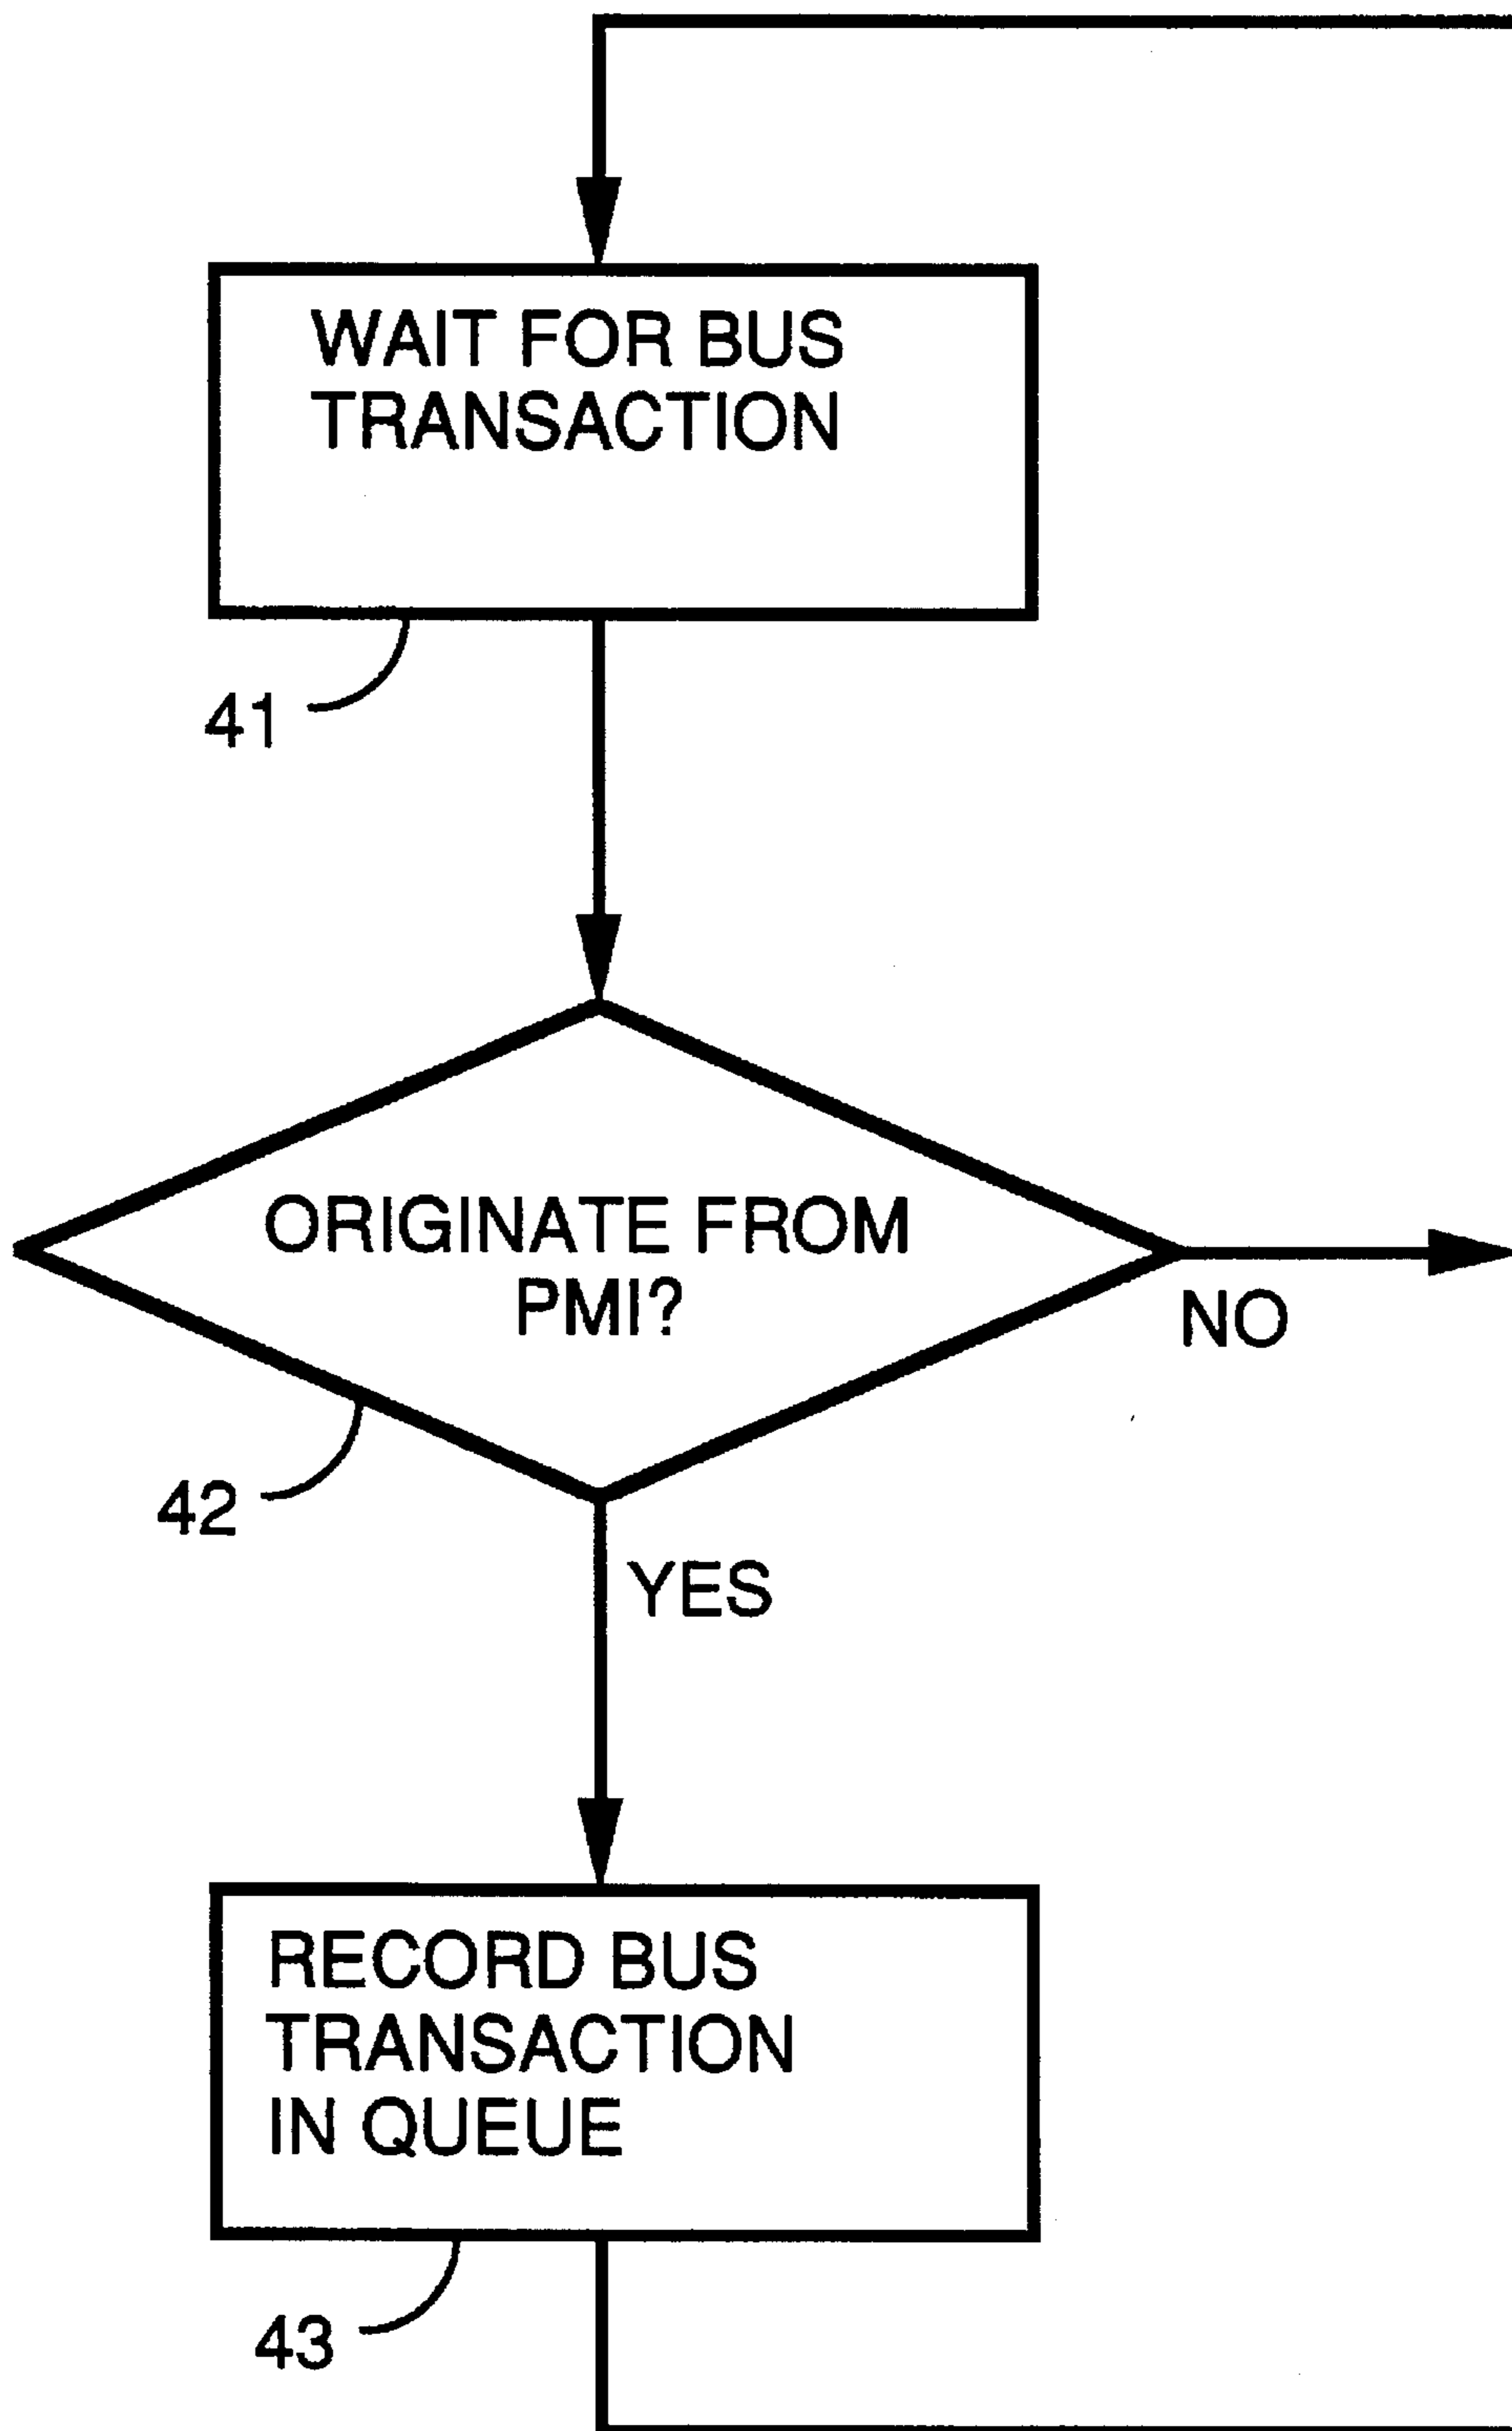 WAIT FOR BUS
TRANSACTION
41
ORIGINATE FROM
PMI?
NO
42
YES
RECORD BUS
TRANSACTION
IN QUEUE
43